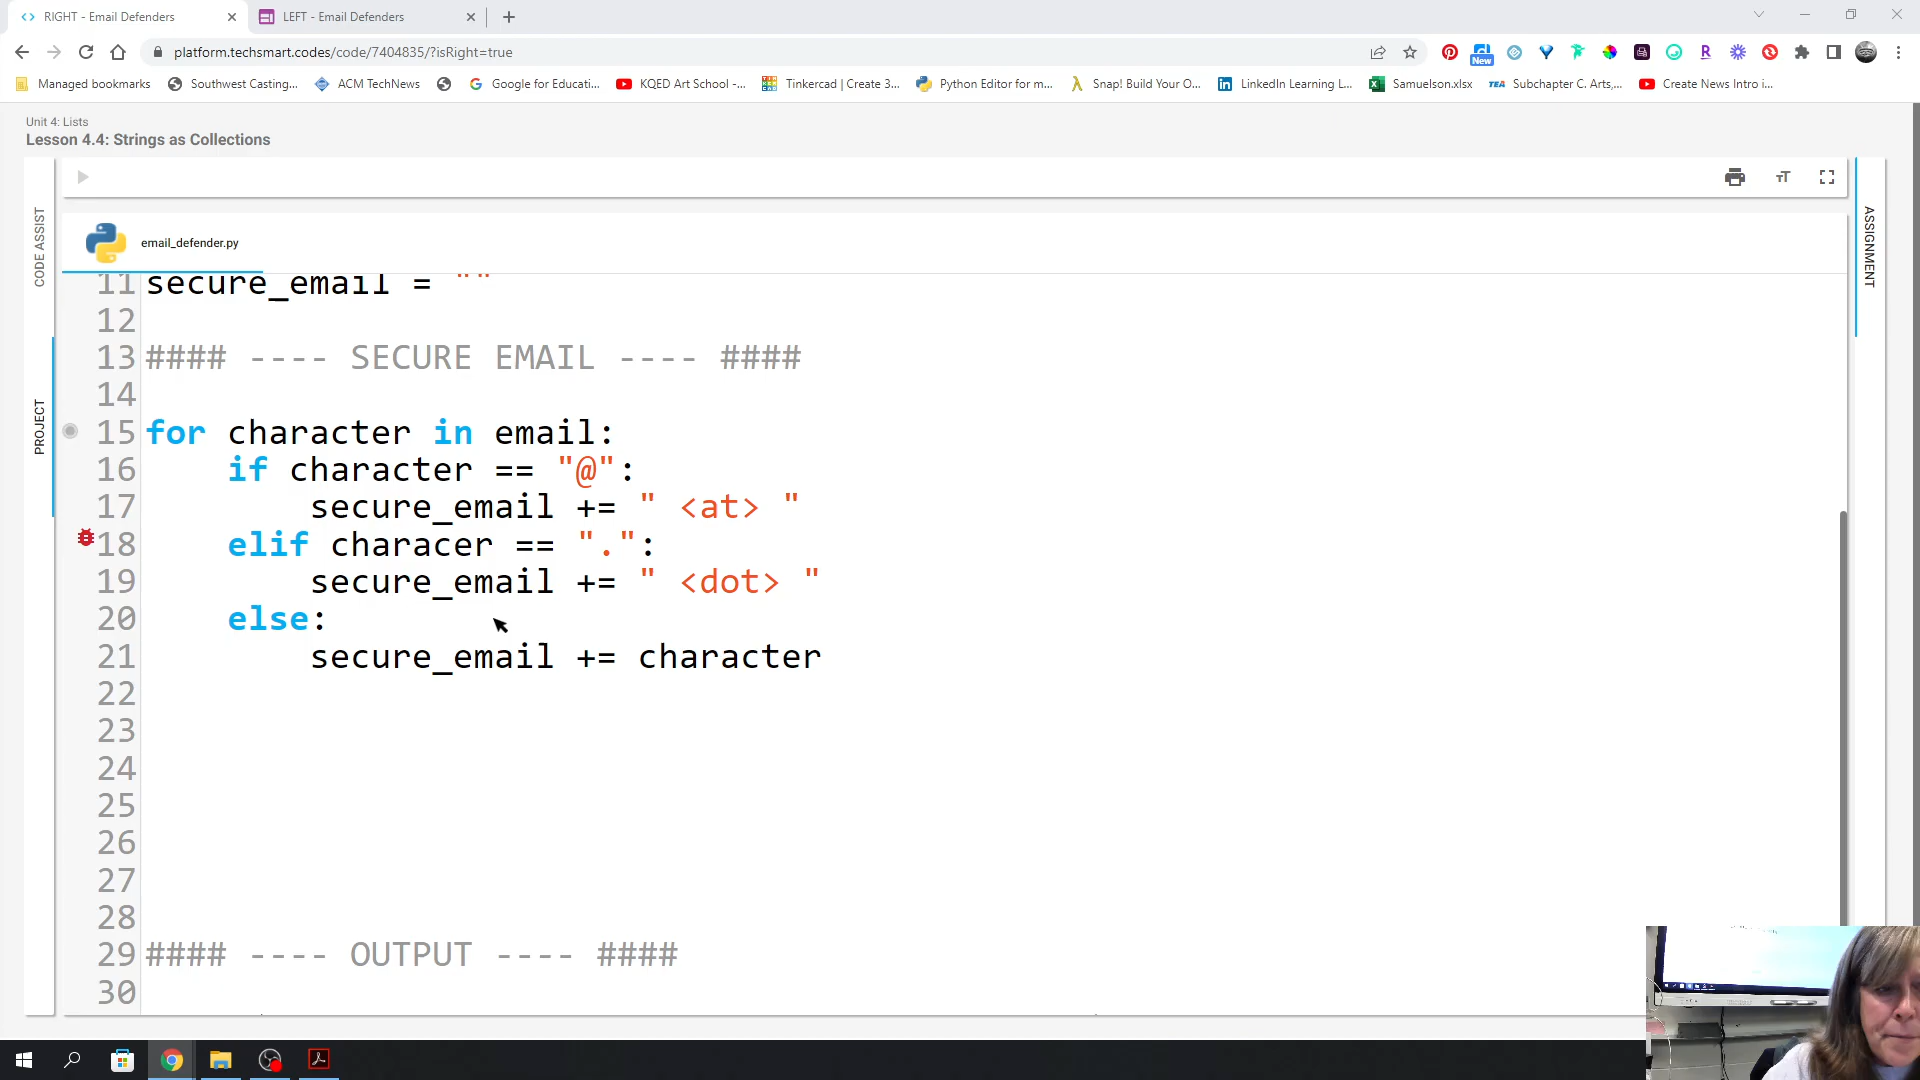 RIGHT - Email Defenders
LEFT - Email Defenders
platform.techsmart.codes/code/7404835/?isRight=true
New
Managed bookmarks
Southwest Casting...
ACM TechNews
Google for Educati...
KQED Art School -...
Tinkercad | Create 3...
Python Editor for m...
Snap! Build Your O...
LinkedIn Learning L...
Samuelson.xlsx
TEA
Subchapter C. Arts,...
Create News Intro i...
Unit 4: Lists
Lesson 4.4: Strings as Collections
CODE ASSIST
PROJECT
ASSIGNMENT
email_defender.py
11 secure_email = ""
12
13 #### ---- SECURE EMAIL ---- ####
14
15 for character in email:
16 if character == "@":
17 secure_email += " <at> "
18 elif characer == ".":
19 secure_email += " <dot> "
20 else:
21 secure_email += character
22
23
24
25
26
27
28
29 #### ---- OUTPUT ---- ####
30